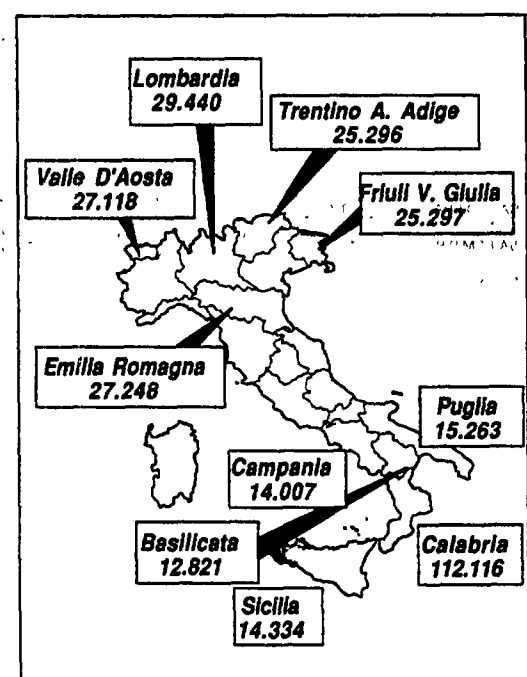 Lombardia
29.440
Trentino A. Adige
25.296
Valle D'Aosta
27.118
Friuli V. Giulia
25.297
Emilia Romagna
27.248
Puglia
15.263
Campania
14.007
Basilicata
12.821
Calabria
112.116
Sicilia
14.334